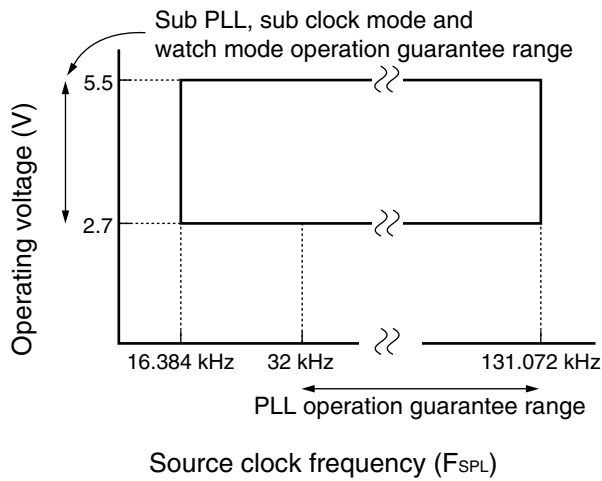 Sub PLL, sub clock mode and
watch mode operation guarantee range
Operating voltage (V)
5.5
2.7
16.384 kHz
32 kHz
131.072 kHz
PLL operation guarantee range
Source clock frequency (FSPL)